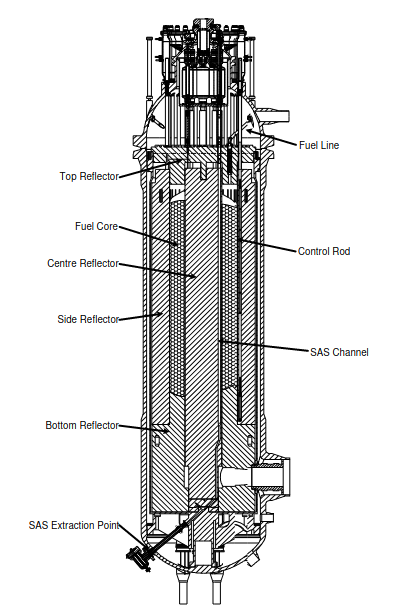 Fuel Line
Top Reflector
Fuel Core
Control Rod
Centre Reflector
Side Reflector
SAS Channel
Bottom Reflector
SAS Extraction Point